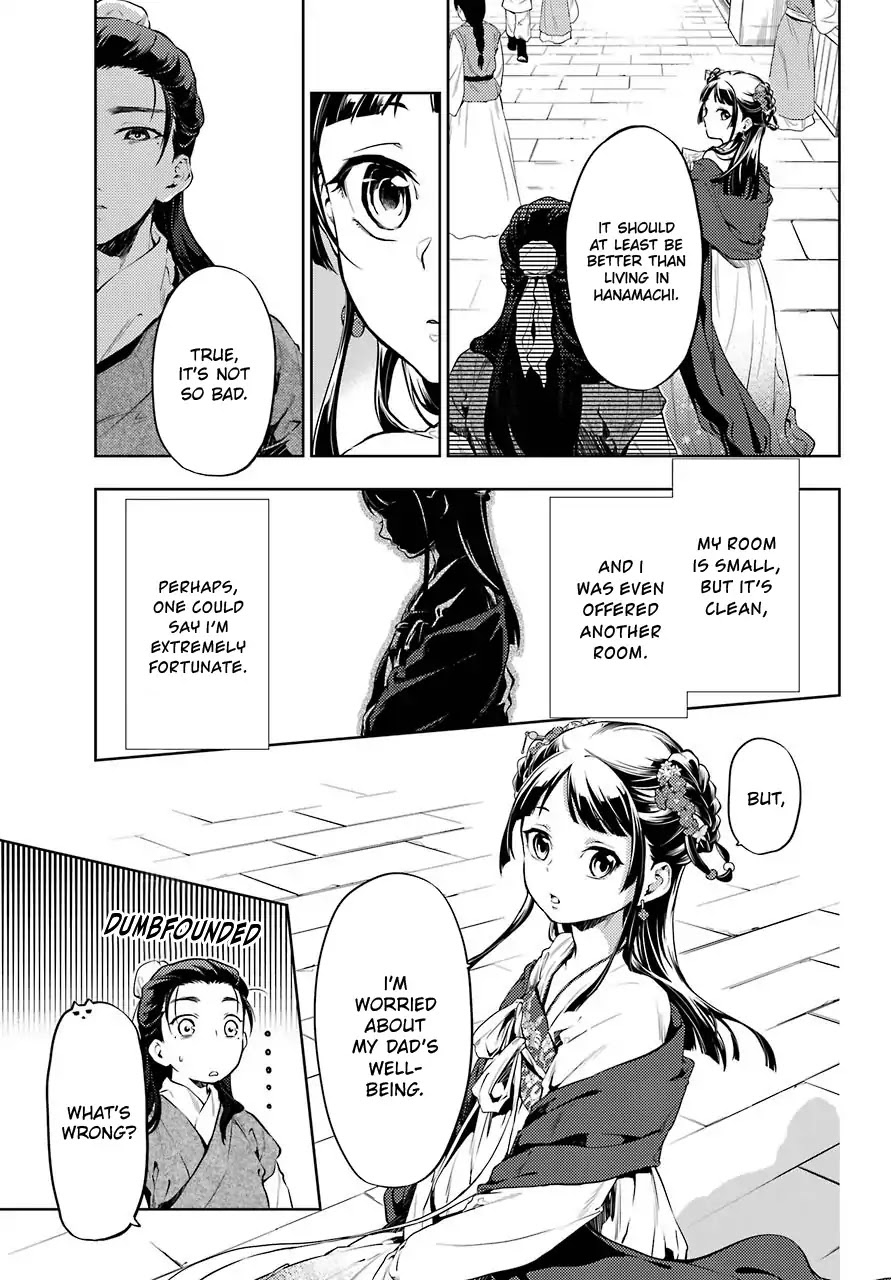 IT SHOULD
AT LEAST BE
BETTER THAN
LIVING IN
HANAMACHI.
TRUE,
IT'S NOT
SO BAD.
MY ROOM
IS SMALL,
BUT IT'S
CLEAN,
AND I
WAS EVEN
OFFERED
ANOTHER
ROOM.
PERHAPS,
ONE COULD
SAY I'M
EXTREMELY
FORTUNATE.
BUT,
I'M
WORRIED
ABOUT
MY DAD'S
WELL-
BEING.
DUMBFOUNDED
WHAT'S
WRONG?